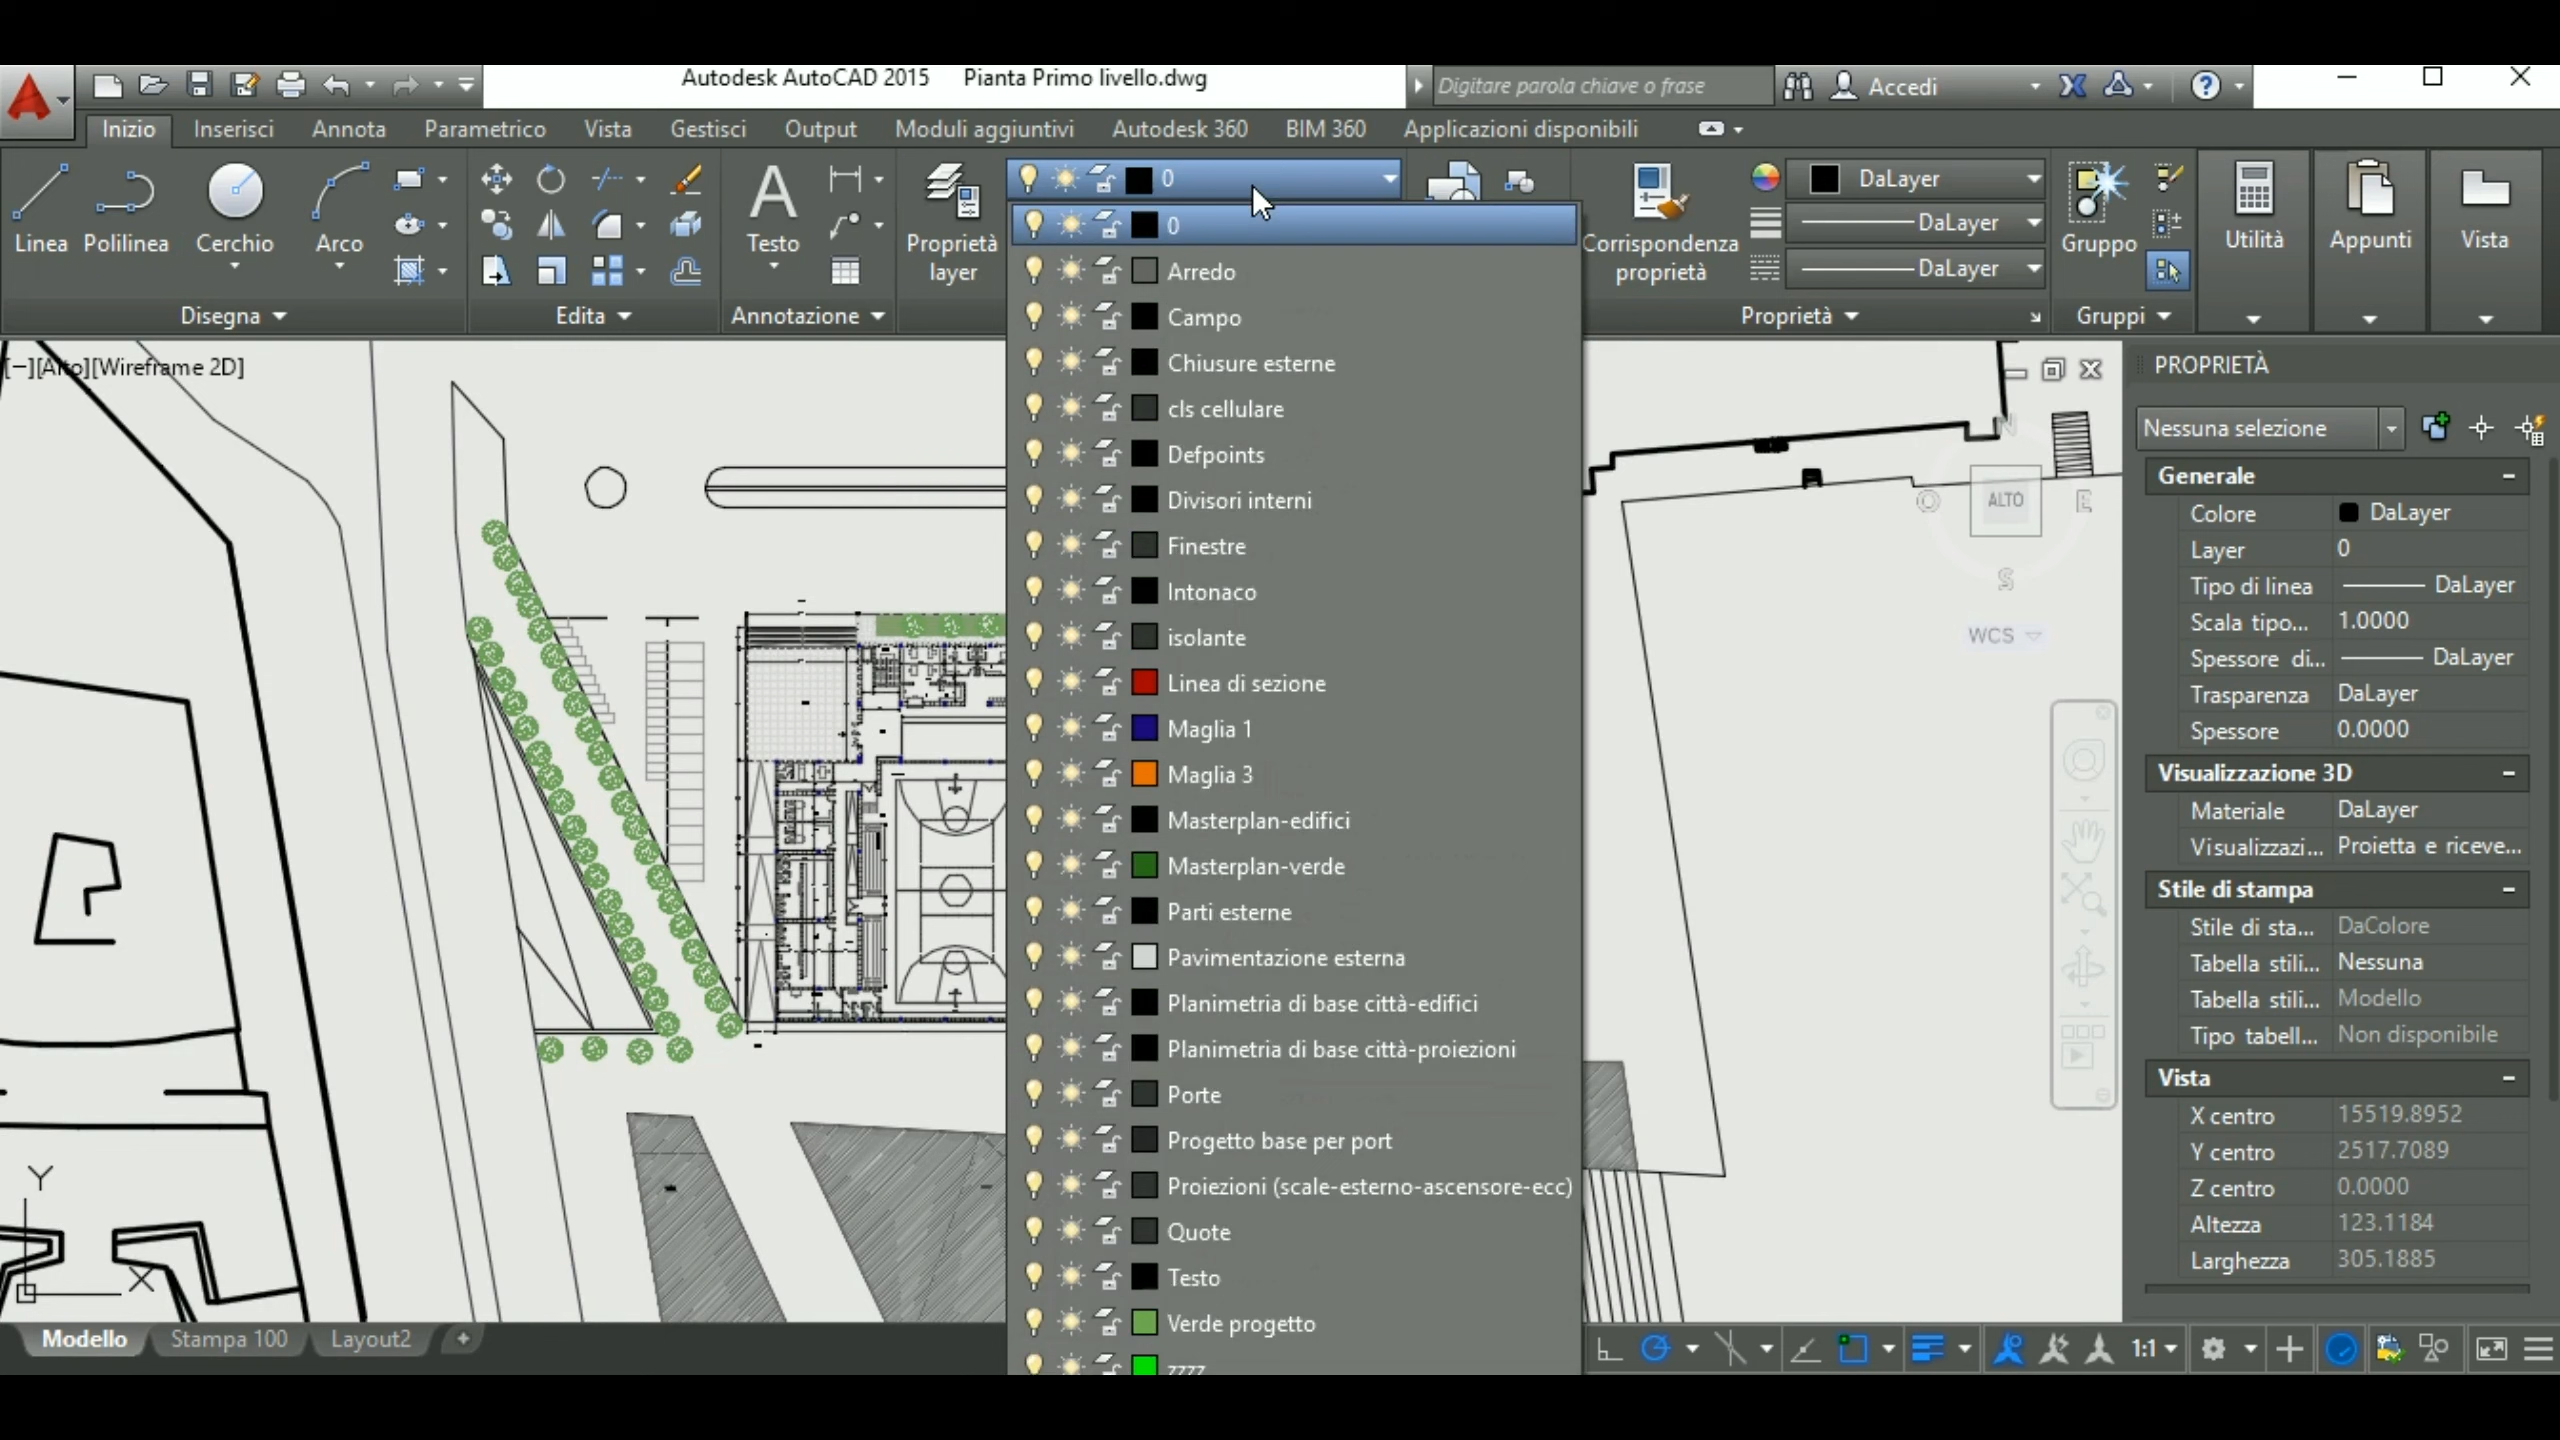 Autodesk AutoCAD 2015 Pianta Primo livello.dwg
Digitare parola chiave o frase
Accedi
Inizio Inserisci Annota Parametrico Vista Gestisci Output Moduli aggiuntivi Autodesk 360 BIM 360 Applicazioni disponibili
Linea
Polilinea
Cerchio
Arco
Disegna
Edita
Testo
Annotazione
Proprietà
layer
0
Corrispondenza
proprietà
DaLayer
DaLayer
DaLayer
Proprietà
Gruppo
Gruppi
Utilità
Appunti
Vista
[−][Alto][Wireframe 2D]
0
Arredo
Campo
Chiusure esterne
cls cellulare
Defpoints
Divisori interni
Finestre
Intonaco
isolante
Linea di sezione
Maglia 1
Maglia 3
Masterplan-edifici
Masterplan-verde
Parti esterne
Pavimentazione esterna
Planimetria di base città-edifici
Planimetria di base città-proiezioni
Porte
Progetto base per port
Proiezioni (scale-esterno-ascensore-ecc)
Quote
Testo
Verde progetto
zzzz
N
O ALTO E
S
WCS
Y
X
PROPRIETÀ
Nessuna selezione
Generale
Colore DaLayer
Layer 0
Tipo di linea DaLayer
Scala tipo... 1.0000
Spessore di... DaLayer
Trasparenza DaLayer
Spessore 0.0000
Visualizzazione 3D
Materiale DaLayer
Visualizzazi... Proietta e riceve...
Stile di stampa
Stile di sta... DaColore
Tabella stili... Nessuna
Tabella stili... Modello
Tipo tabell... Non disponibile
Vista
X centro 15519.8952
Y centro 2517.7089
Z centro 0.0000
Altezza 123.1184
Larghezza 305.1885
Modello Stampa 100 Layout2 +
1:1